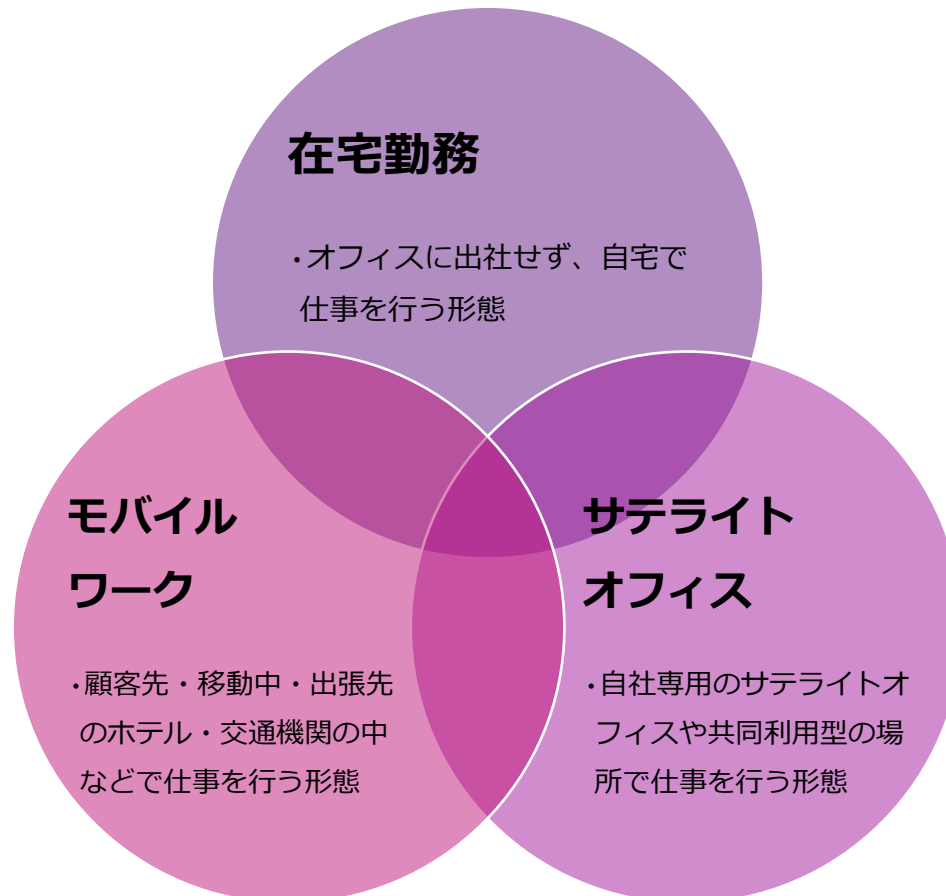 在宅勤務
・オフィスに出社せず、自宅で
仕事を行う形態
モバイル
ワーク
・顧客先・移動中・出張先
のホテル・交通機関の中
などで仕事を行う形態
サテライト
オフィス
・自社専用のサテライトオ
フィスや共同利用型の場
所で仕事を行う形態